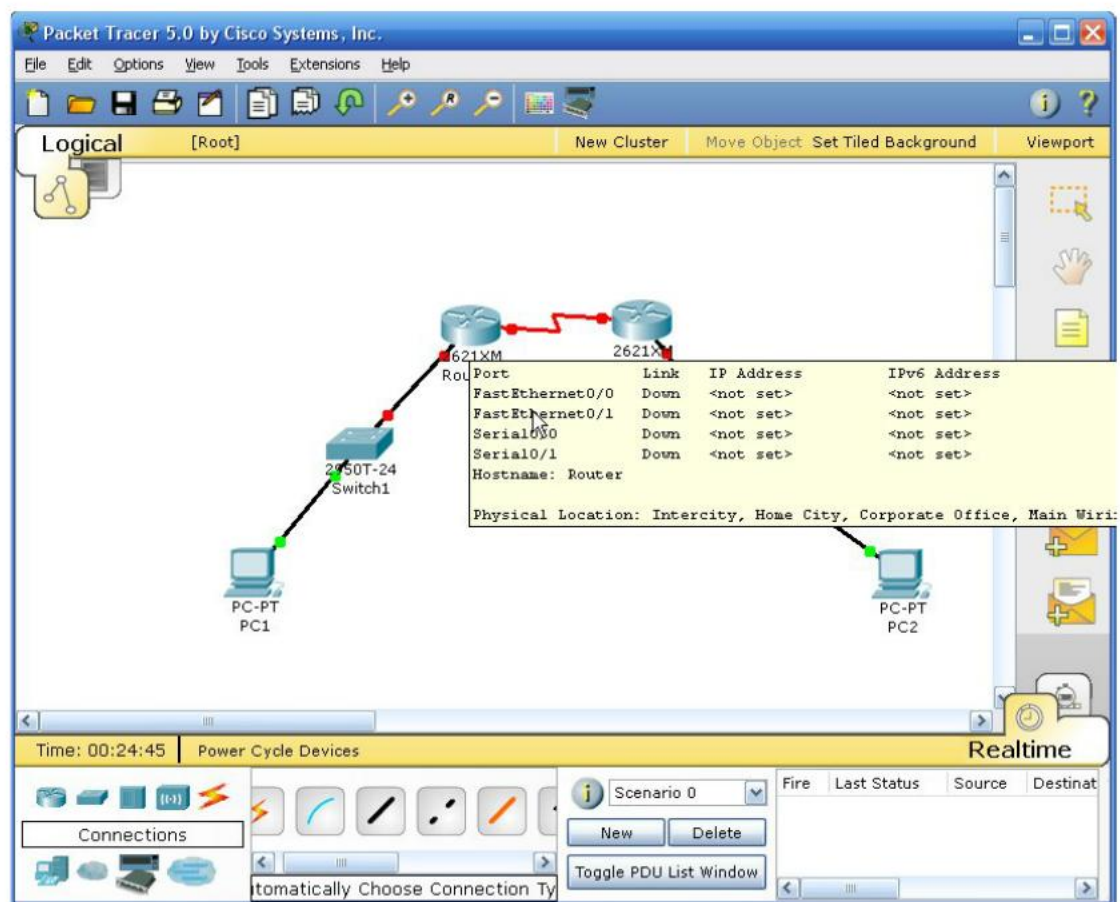 Packet Tracer 5.0 by Cisco Systems, Inc.
File Edit Options View Tools Extensions Help
Logical [Root] New Cluster Move Object Set Tiled Background Viewport
2621XM
2621XM
Rou
Port Link IP Address IPv6 Address
FastEthernet0/0 Down <not set> <not set>
FastEthernet0/1 Down <not set> <not set>
Serial0/0 Down <not set> <not set>
Serial0/1 Down <not set> <not set>
Hostname: Router
Physical Location: Intercity, Home City, Corporate Office, Main Wiri
2950T-24
Switch1
PC-PT
PC1
PC-PT
PC2
Time: 00:24:45 Power Cycle Devices Realtime
Connections
tomatically Choose Connection Ty
Scenario 0
New Delete
Toggle PDU List Window
Fire Last Status Source Destinat